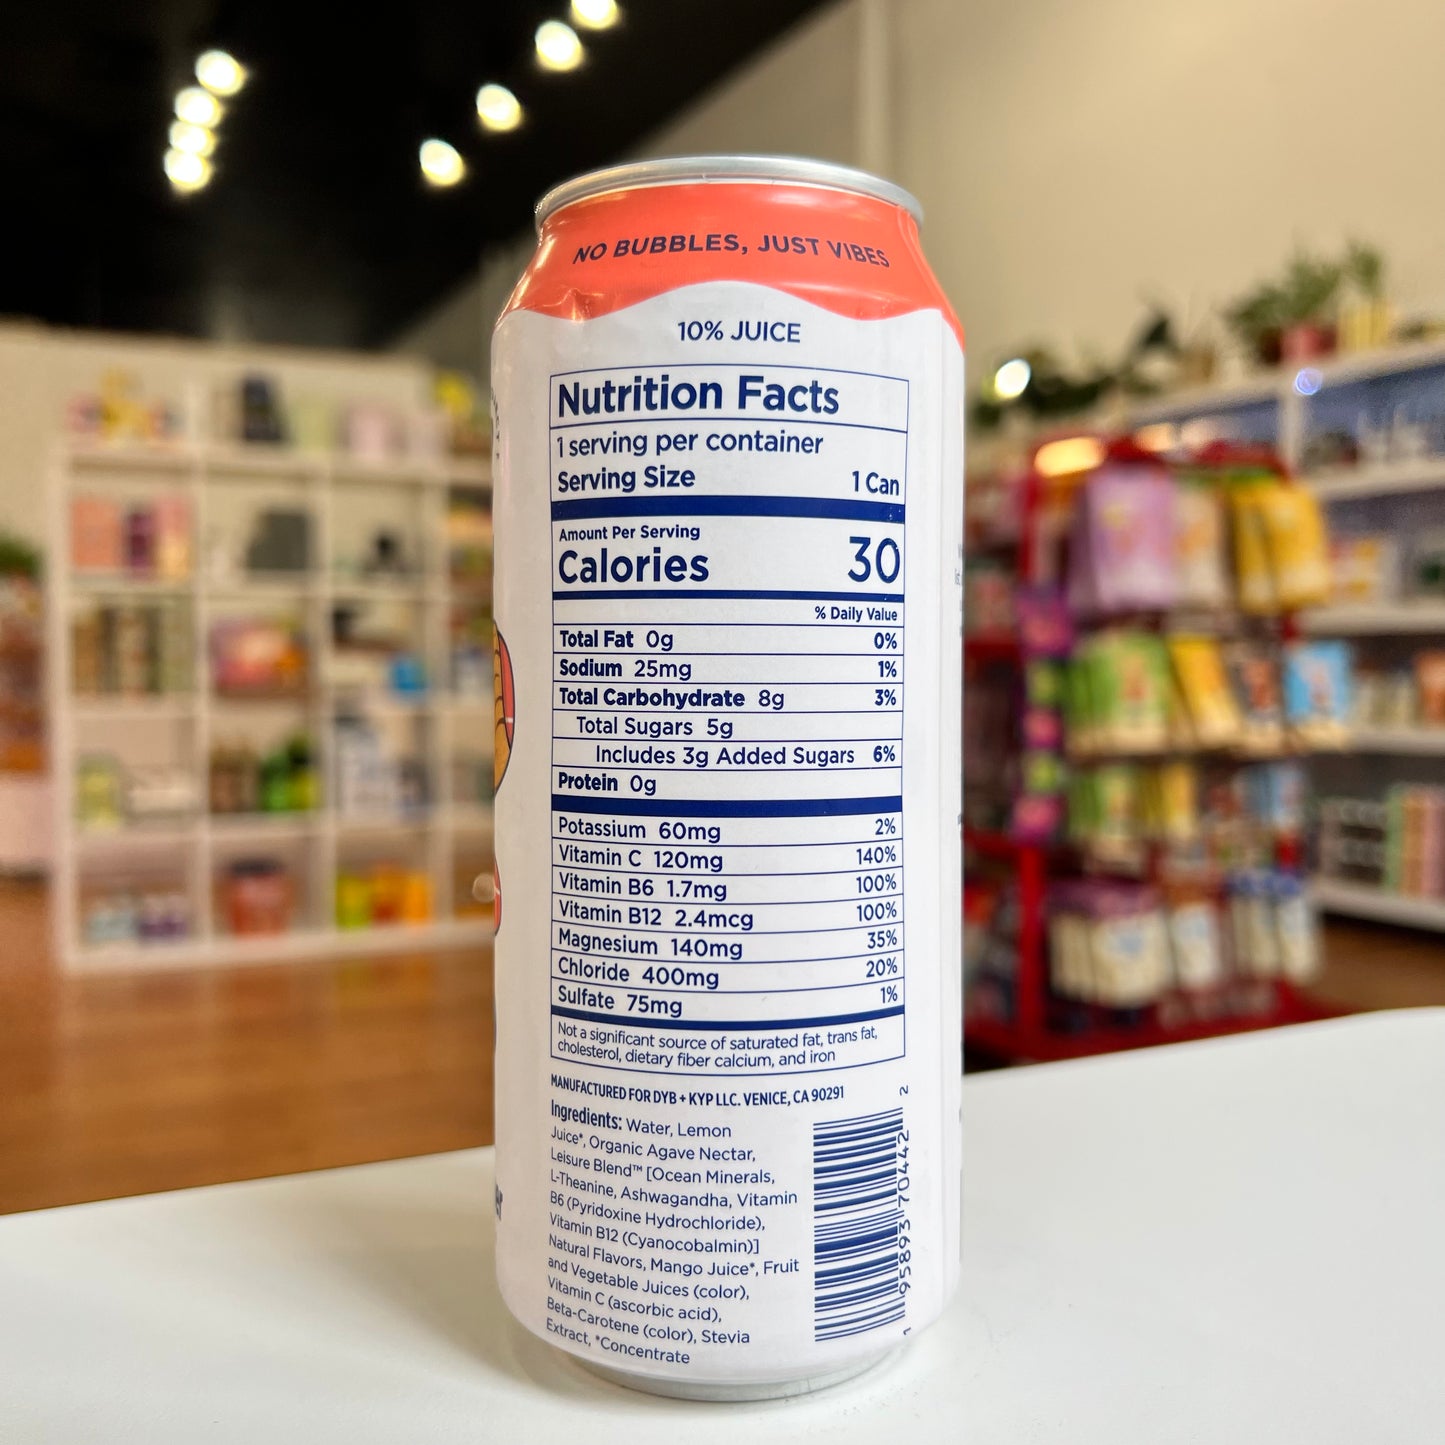 NO BUBBLES, JUST VIBES
10% JUICE
Nutrition Facts
1 serving per container
Serving Size 1 Can
Amount Per Serving
Calories 30
% Daily Value
Total Fat 0g 0%
Sodium 25mg 1%
Total Carbohydrate 8g 3%
Total Sugars 5g
Includes 3g Added Sugars 6%
Protein 0g
Potassium 60mg 2%
Vitamin C 120mg 140%
Vitamin B6 1.7mg 100%
Vitamin B12 2.4mcg 100%
Magnesium 140mg 35%
Chloride 400mg 20%
Sulfate 75mg 1%
Not a significant source of saturated fat, trans fat,
cholesterol, dietary fiber calcium, and iron
MANUFACTURED FOR DYB + KYP LLC. VENICE, CA 90291
Ingredients: Water, Lemon
Juice*, Organic Agave Nectar,
Leisure Blend™ [Ocean Minerals,
L-Theanine, Ashwagandha, Vitamin
B6 (Pyridoxine Hydrochloride),
Vitamin B12 (Cyanocobalmin)]
Natural Flavors, Mango Juice*, Fruit
and Vegetable Juices (color),
Vitamin C (ascorbic acid),
Beta-Carotene (color), Stevia
Extract, *Concentrate
1 95893 70442 2